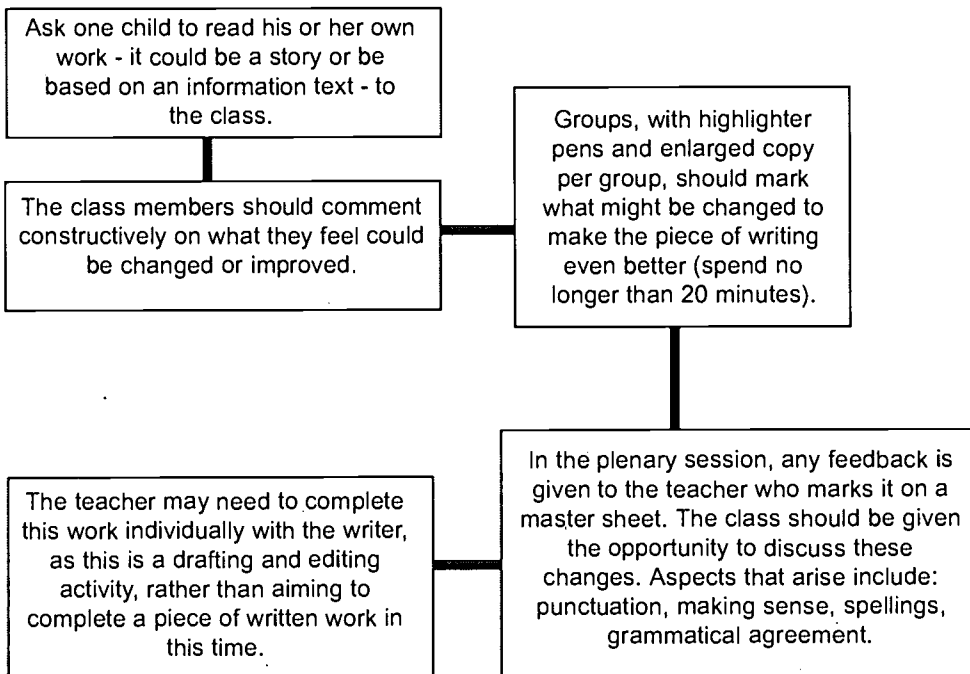 Ask one child to read his or her own
work - it could be a story or be
based on an information text - to
the class.
The class members should comment
constructively on what they feel could
be changed or improved.
Groups, with highlighter
pens and enlarged copy
per group, should mark
what might be changed to
make the piece of writing
even better (spend no
longer than 20 minutes).
In the plenary session, any feedback is
given to the teacher who marks it on a
master sheet. The class should be given
the opportunity to discuss these
changes. Aspects that arise include:
punctuation, making sense, spellings,
grammatical agreement.
The teacher may need to complete
this work individually with the writer,
as this is a drafting and editing
activity, rather than aiming to
complete a piece of written work in
this time.